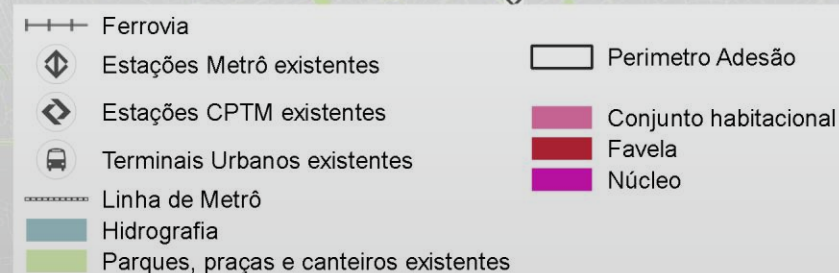 Ferrovia
Estações Metrô existentes
Estações CPTM existentes
Terminais Urbanos existentes
Linha de Metrô
Hidrografia
Parques, praças e canteiros existentes
Perimetro Adesão
Conjunto habitacional
Favela
Núcleo